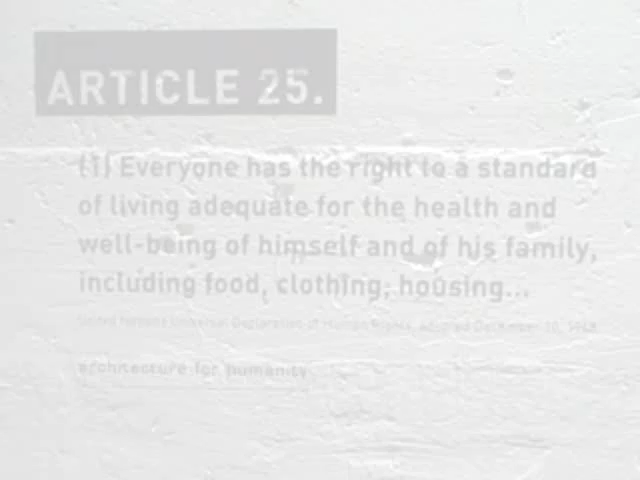 ARTICLE 25.
(1) Everyone has the right to a standard
of living adequate for the health and
well-being of himself and of his family,
including food, clothing, housing...
United Nations Universal Declaration of Human Rights, adopted December 10, 1948
architecture for humanity